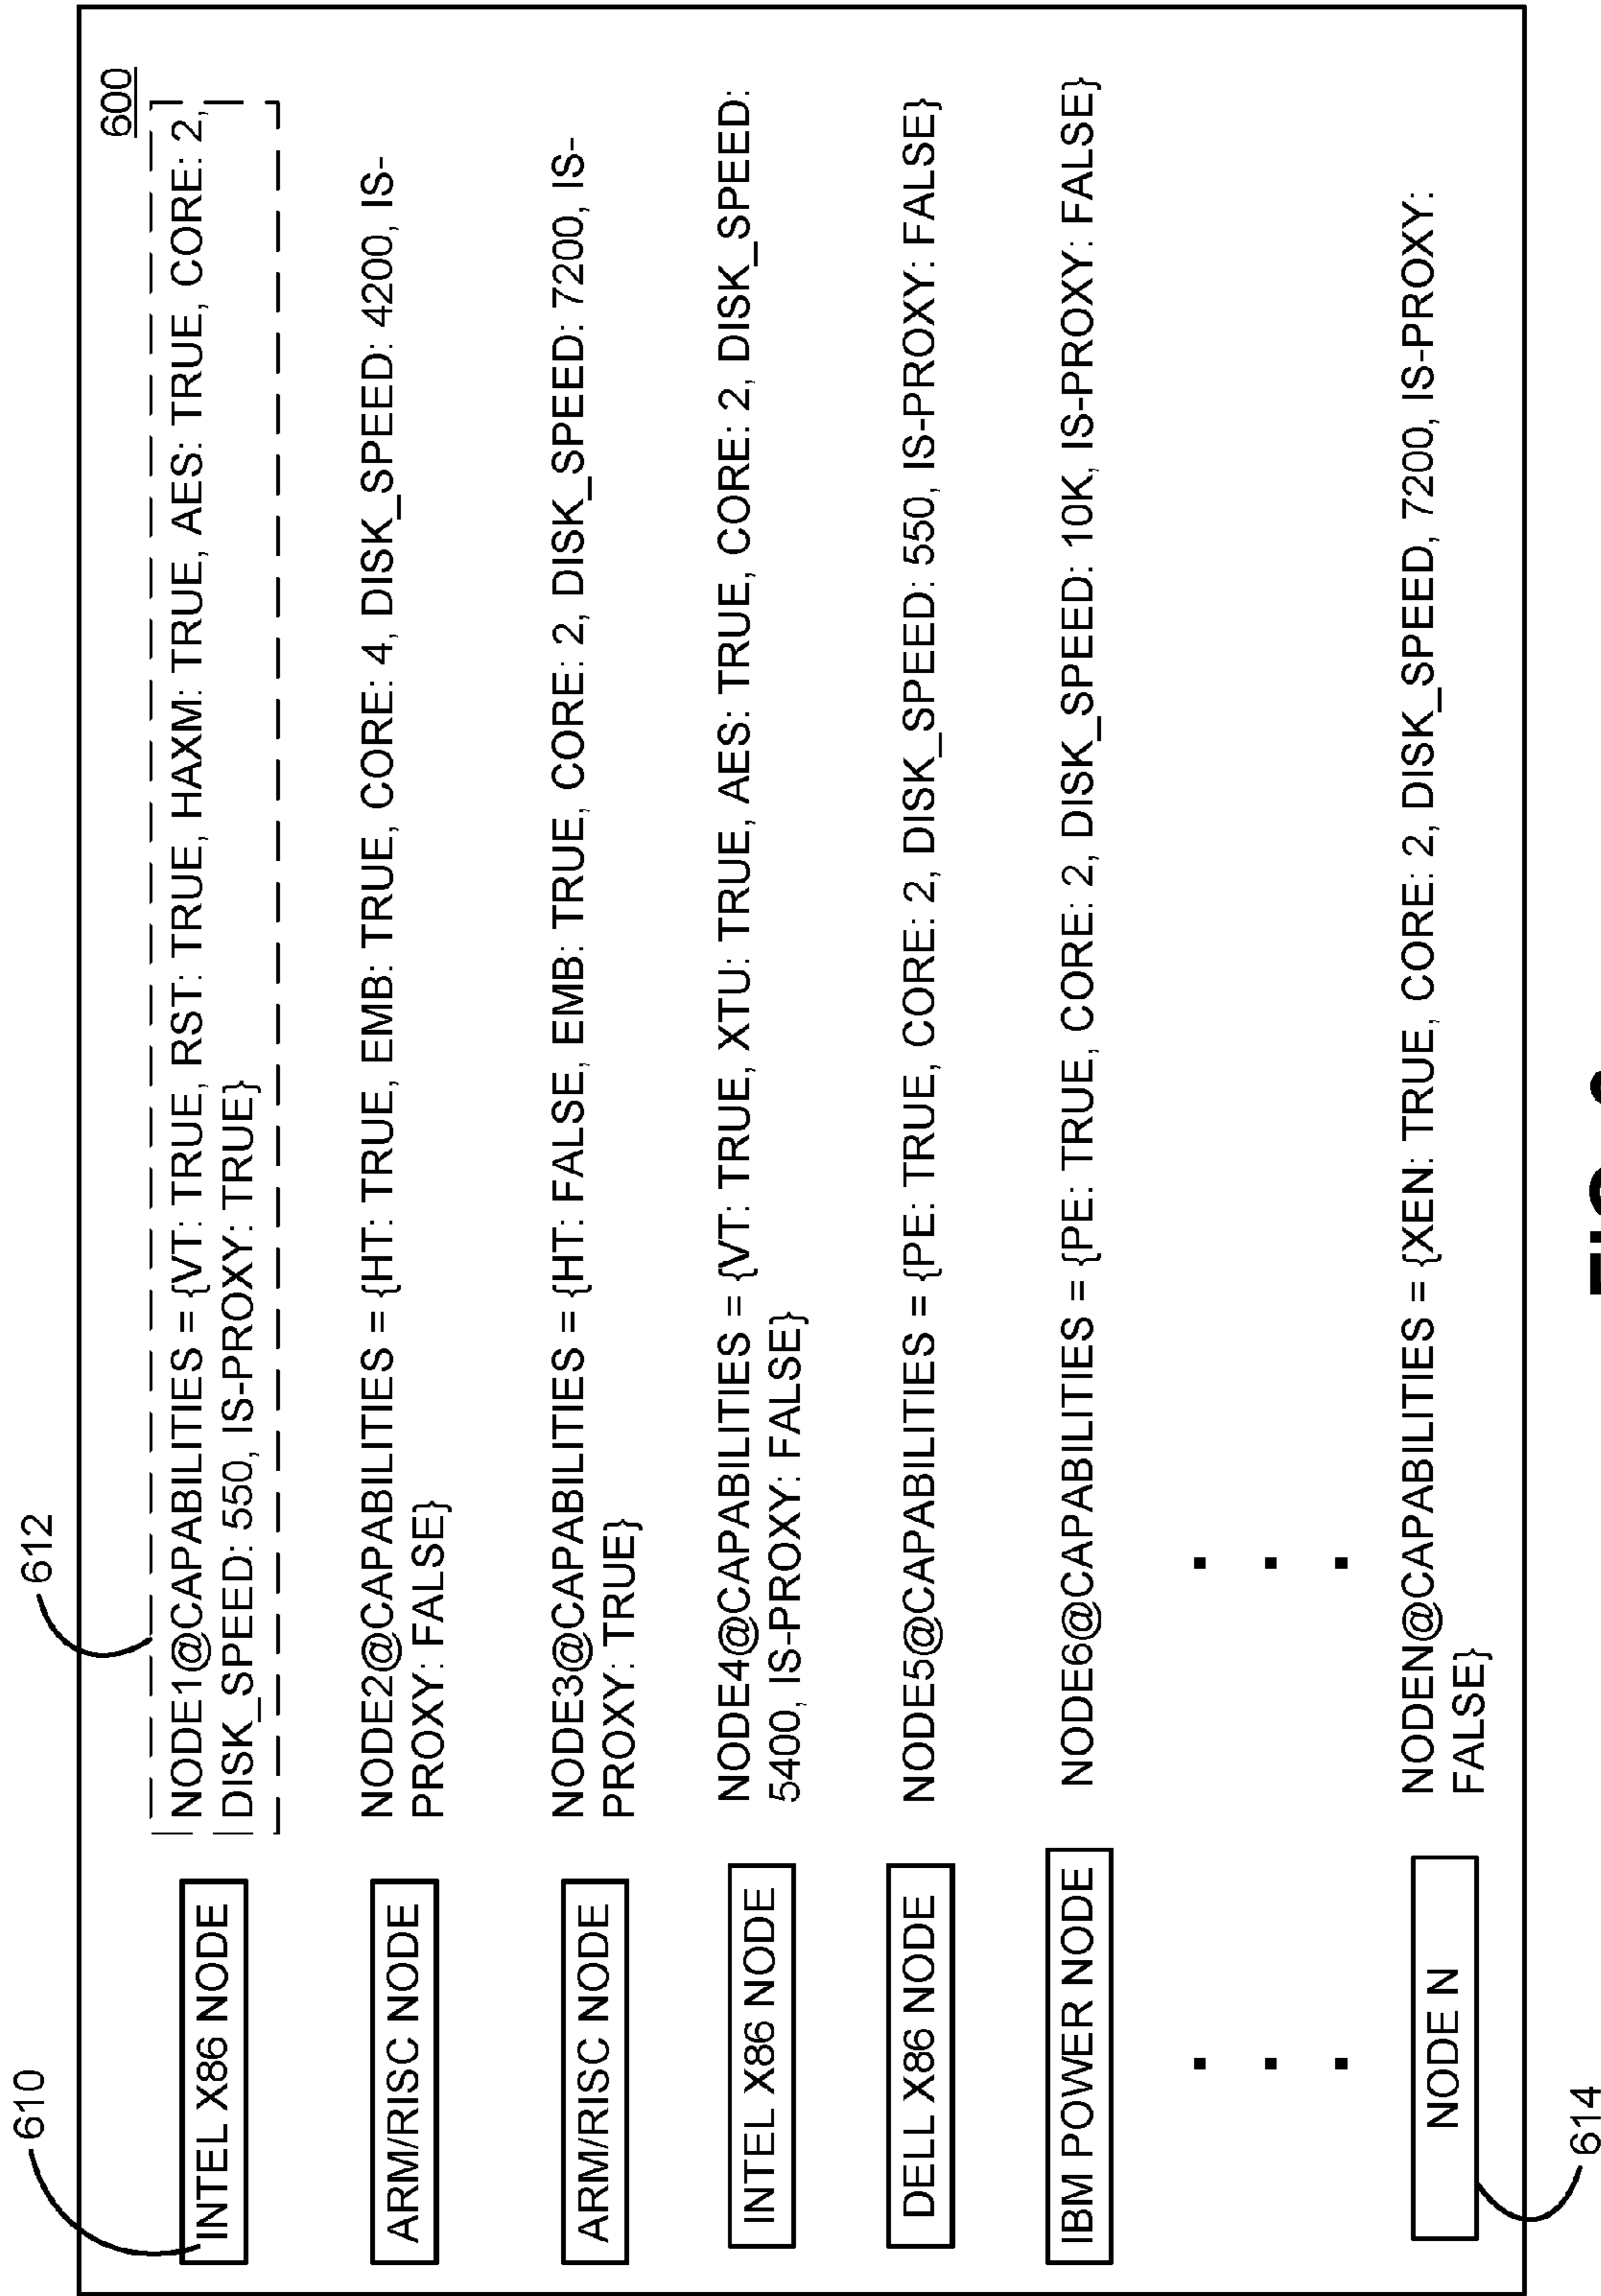 600
610
612
INTEL X86 NODE
NODE1@CAPABILITIES = {VT: TRUE, RST: TRUE, HAXM: TRUE, AES: TRUE, CORE: 2,
DISK_SPEED: 550, IS-PROXY: TRUE}
ARM/RISC NODE
NODE2@CAPABILITIES = {HT: TRUE, EMB: TRUE, CORE: 4, DISK_SPEED: 4200, IS-
PROXY: FALSE}
ARM/RISC NODE
NODE3@CAPABILITIES = {HT: FALSE, EMB: TRUE, CORE: 2, DISK_SPEED: 7200, IS-
PROXY: TRUE}
INTEL X86 NODE
NODE4@CAPABILITIES = {VT: TRUE, XTU: TRUE, AES: TRUE, CORE: 2, DISK_SPEED:
5400, IS-PROXY: FALSE}
DELL X86 NODE
NODE5@CAPABILITIES = {PE: TRUE, CORE: 2, DISK_SPEED: 550, IS-PROXY: FALSE}
IBM POWER NODE
NODE6@CAPABILITIES = {PE: TRUE, CORE: 2, DISK_SPEED: 10K, IS-PROXY: FALSE}
NODE N
NODEN@CAPABILITIES = {XEN: TRUE, CORE: 2, DISK_SPEED, 7200, IS-PROXY:
FALSE}
614